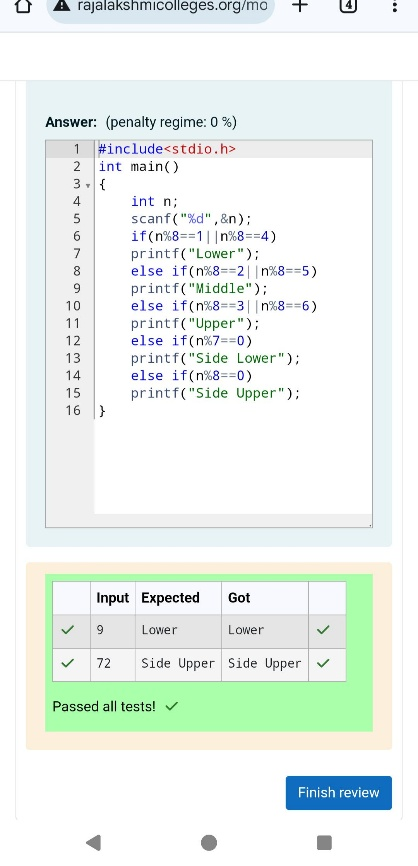 rajalakshmicolleges.org/mo
4
Answer: (penalty regime: 0 %)
1 #include<stdio.h>
2 int main()
3 {
4 int n;
5 scanf("%d",&n);
6 if(n%8==1||n%8==4)
7 printf("Lower");
8 else if(n%8==2||n%8==5)
9 printf("Middle");
10 else if(n%8==3||n%8==6)
11 printf("Upper");
12 else if(n%7==0)
13 printf("Side Lower");
14 else if(n%8==0)
15 printf("Side Upper");
16 }
Input Expected Got
9 Lower Lower
72 Side Upper Side Upper
Passed all tests!
Finish review